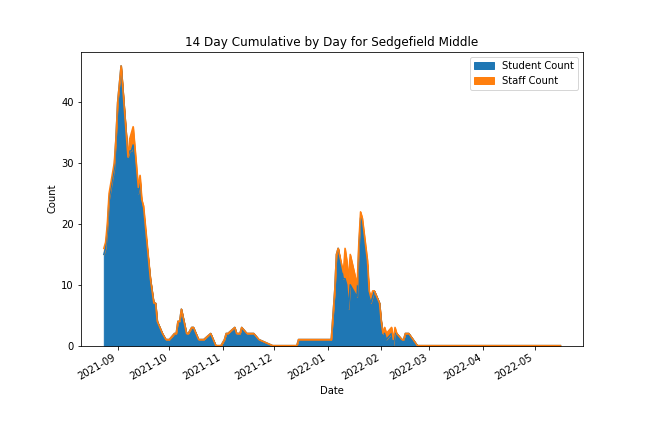 14 Day Cumulative by Day for Sedgefield Middle
Student Count
Staff Count
Count
40
30
20
10
0
2021-09
2021-10
2021-11
2021-12
2022-01
2022-02
2022-03
2022-04
2022-05
Date